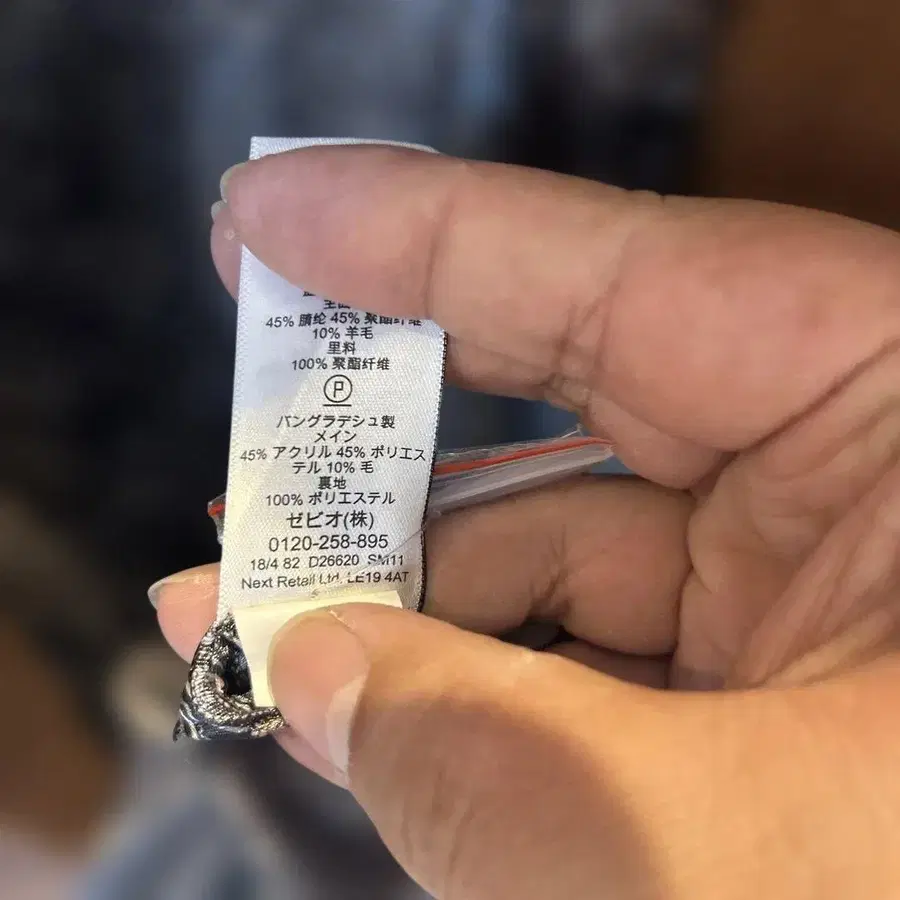 45% 腈纶 45% 聚酯纤维
10% 羊毛
里料
100% 聚酯纤维
P
バングラデシュ製
メイン
45% アクリル 45% ポリエス
テル 10% 毛
裏地
100% ポリエステル
ゼビオ(株)
0120-258-895
18/4 82 D26620 SM11
Next Retail Ltd. LE19 4AT